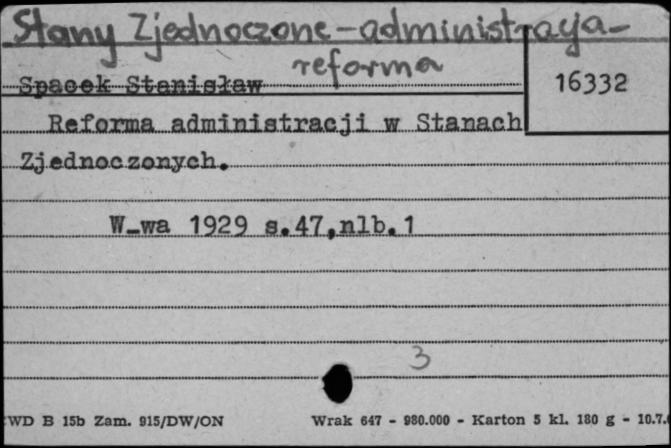 Stany Zjednoczone-administracja-
reforma
Spacek Stanisław
16332
Reforma administracji w Stanach
Zjednoczonych.
W-wa 1929 s.47,nlb.1
3
WD B 15b Zam. 915/DW/ON
Wrak 647 - 980.000 - Karton 5 kl. 180 g - 10.7.